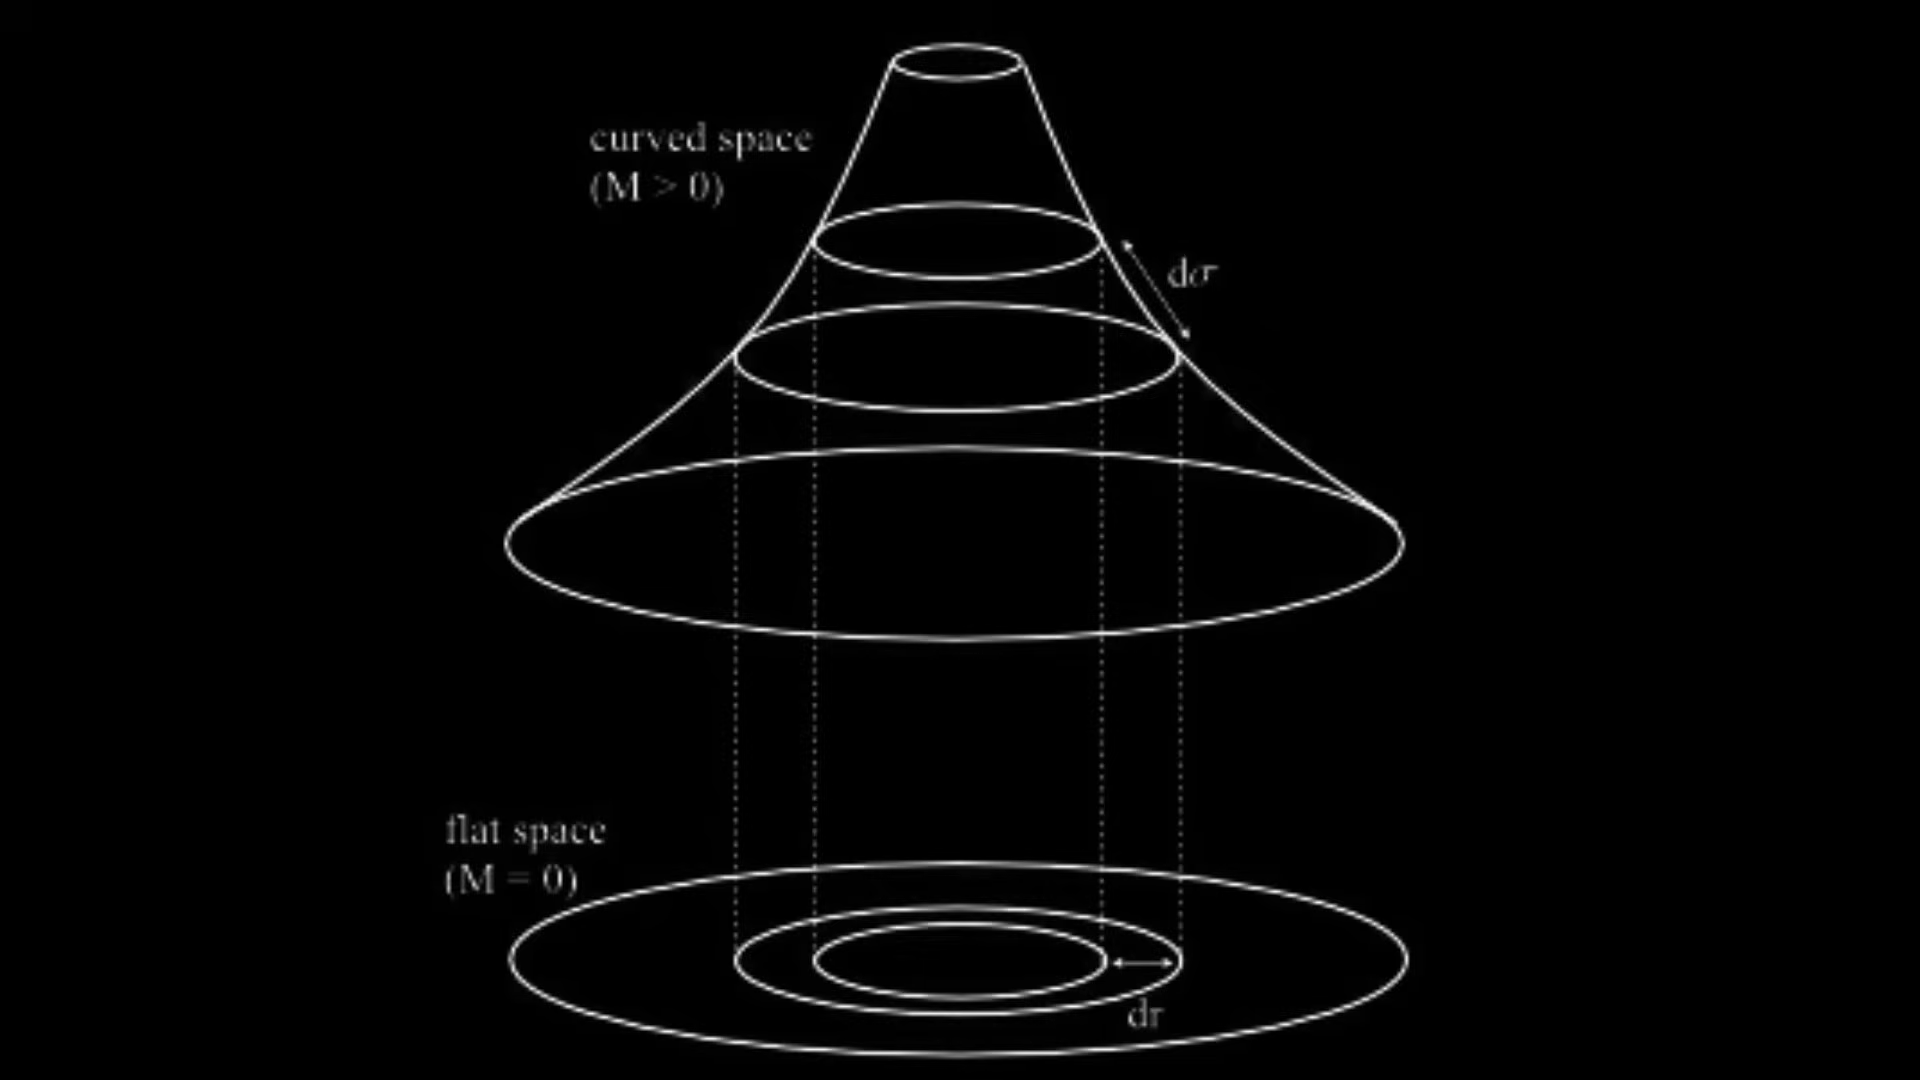 curved space
(M > 0)
dσ
flat space
(M = 0)
dr